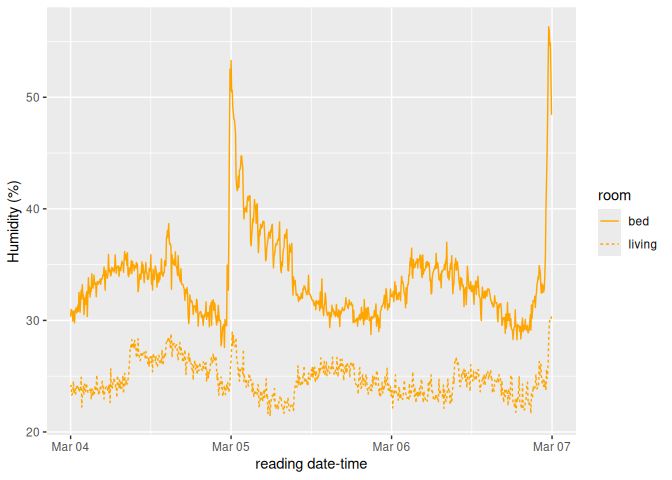 50
40
30
20
Humidity (%)
Mar 04
Mar 05
Mar 06
Mar 07
reading date-time
room
bed
living